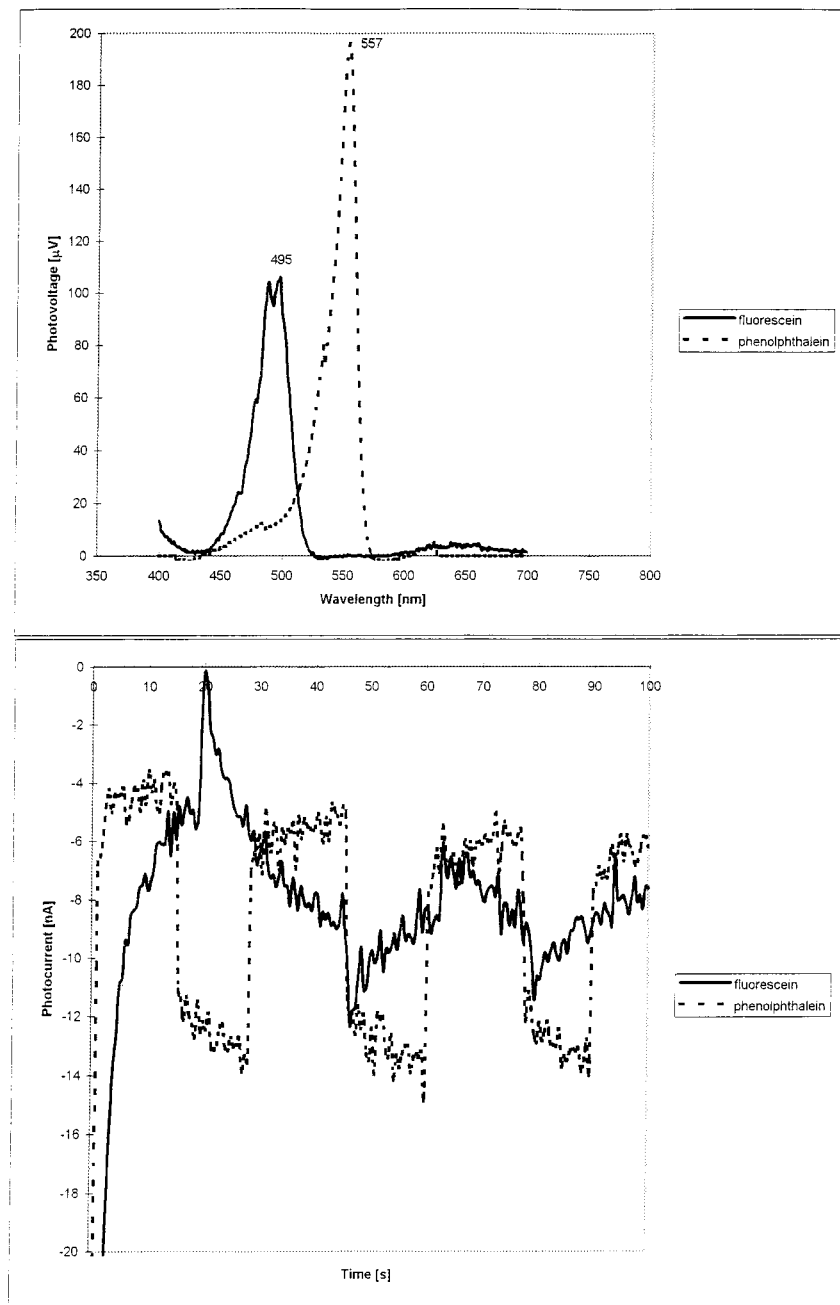 200
180
160
140
120
100
80
60
40
20
0
Photovoltage [µV]
557
495
350 400 450 500 550 600 650 700 750 800
Wavelength [nm]
fluorescein
phenolphthalein
0
-2
-4
-6
-8
-10
-12
-14
-16
-18
-20
Photocurrent [nA]
0 10 20 30 40 50 60 70 80 90 100
Time [s]
fluorescein
phenolphthalein